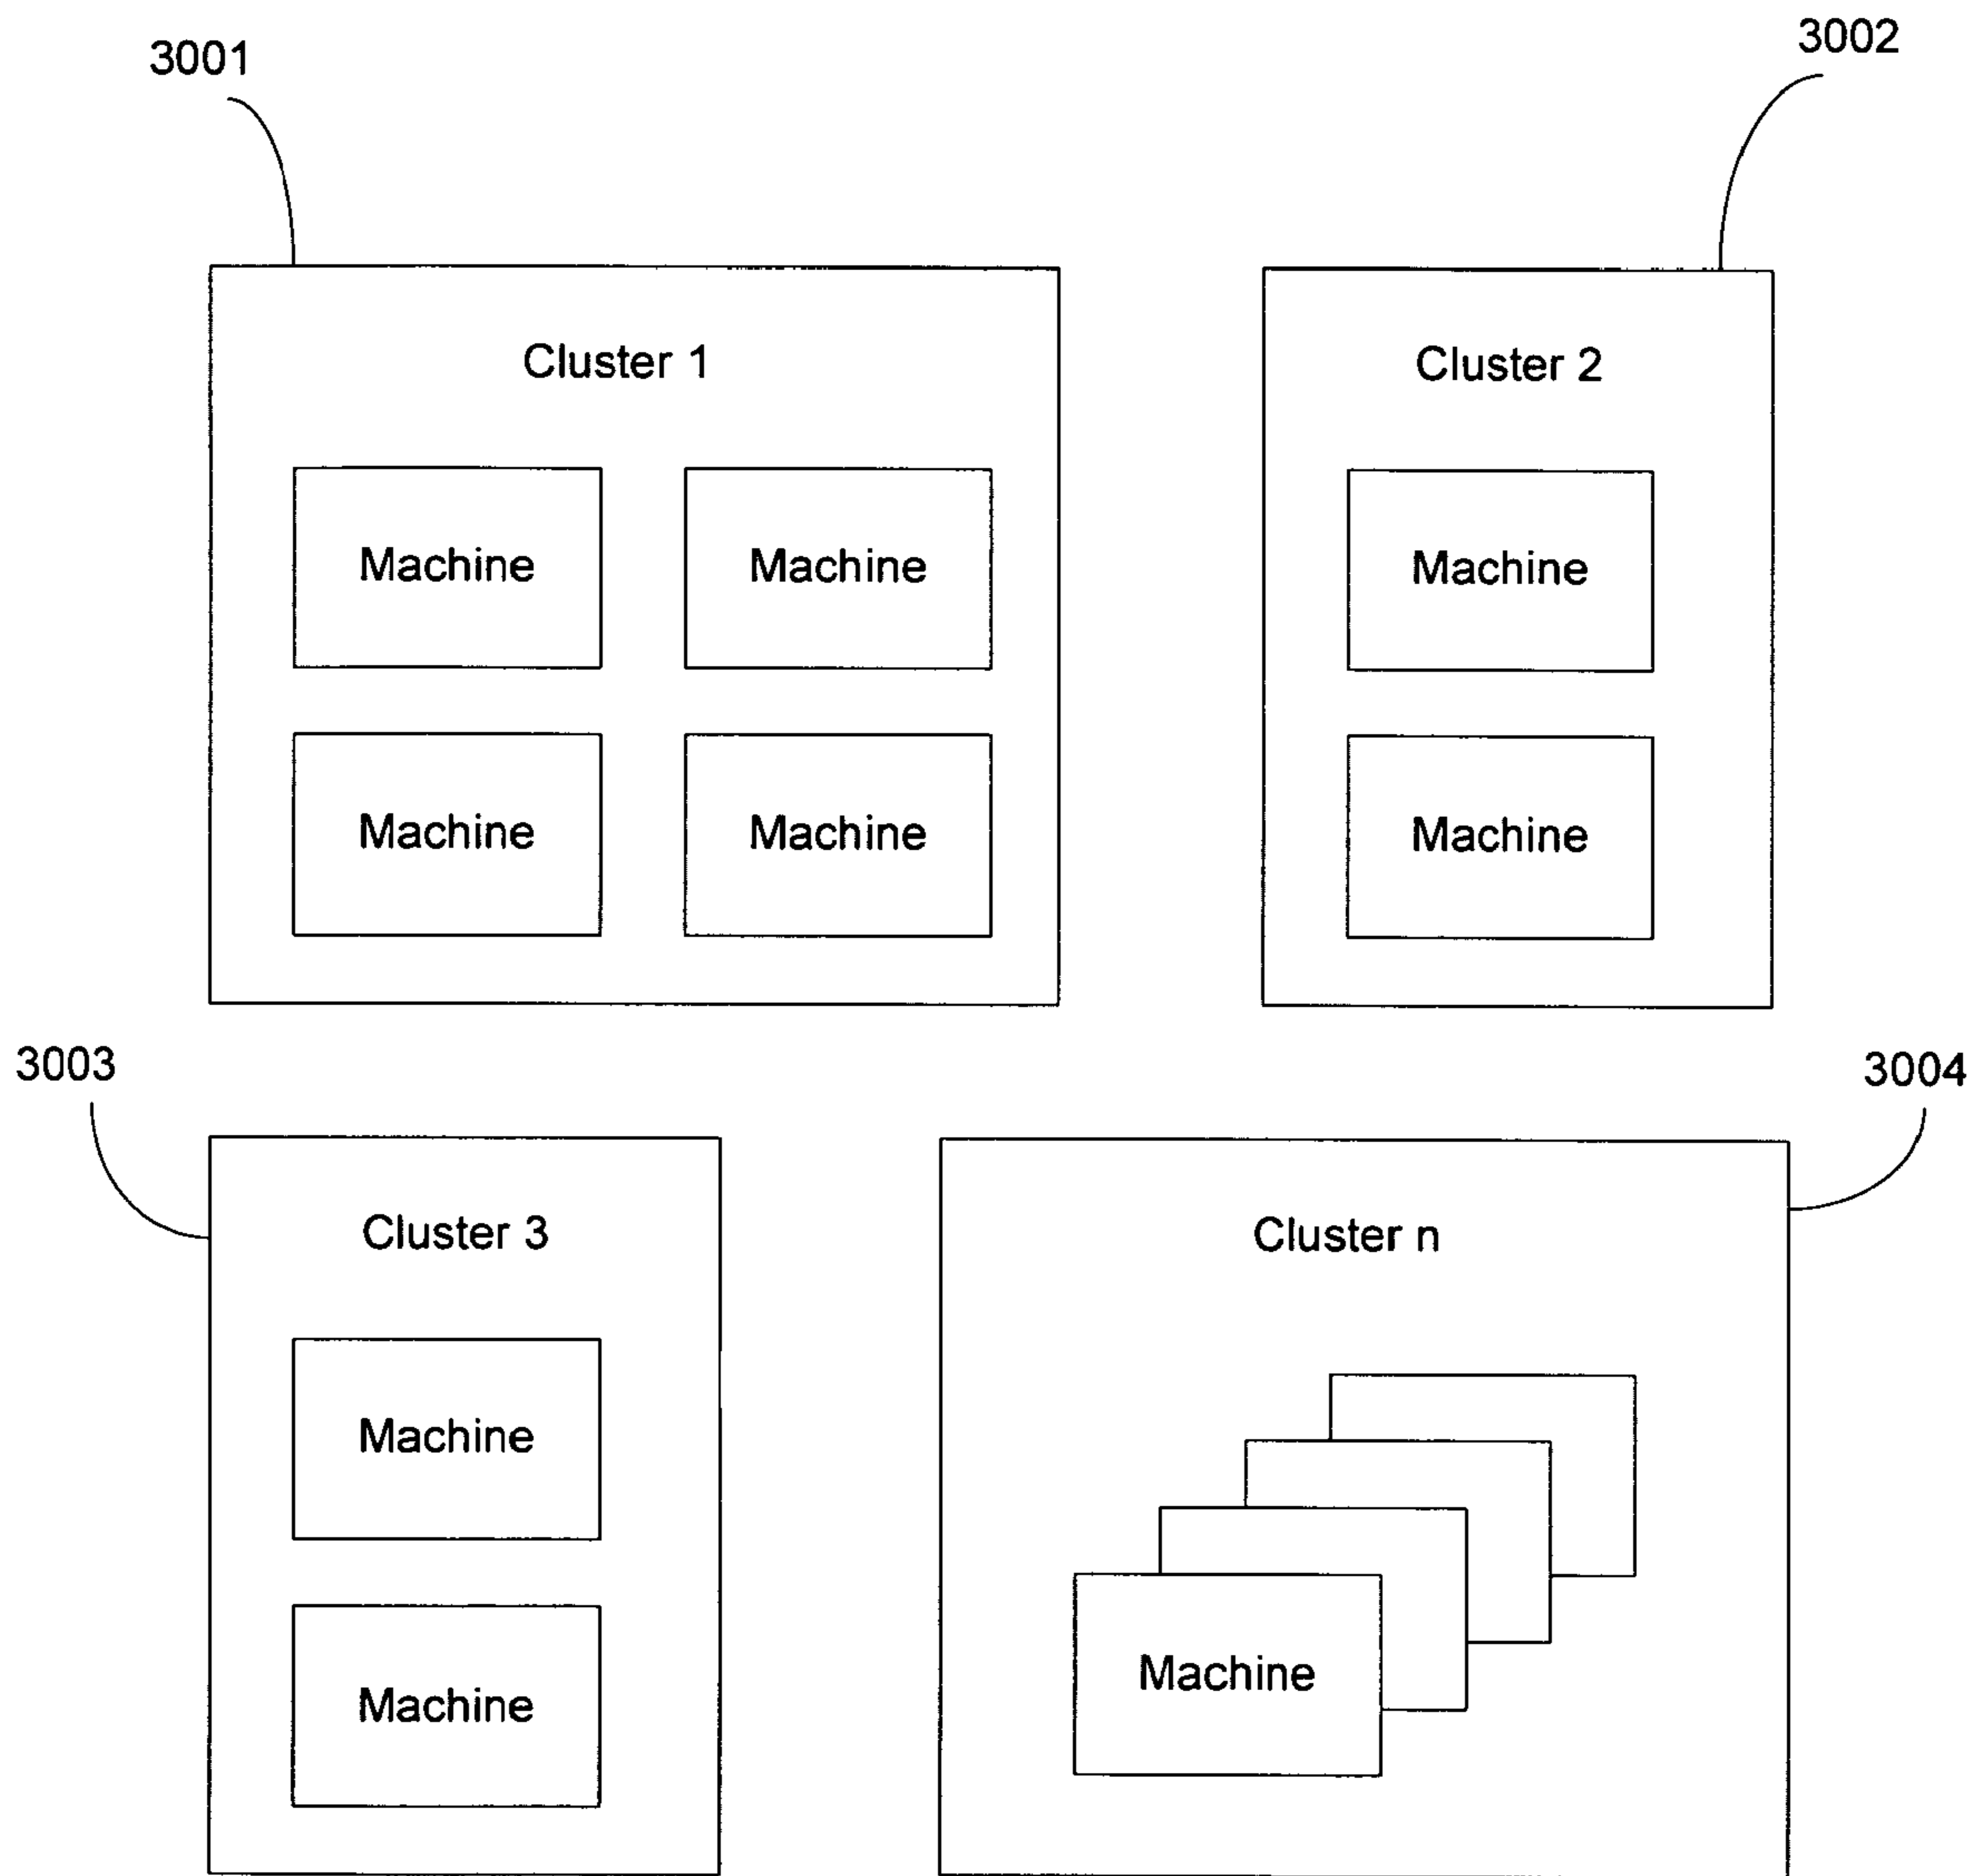 3001
3002
Cluster 1
Cluster 2
Machine
Machine
Machine
Machine
Machine
Machine
3003
3004
Cluster 3
Cluster n
Machine
Machine
Machine